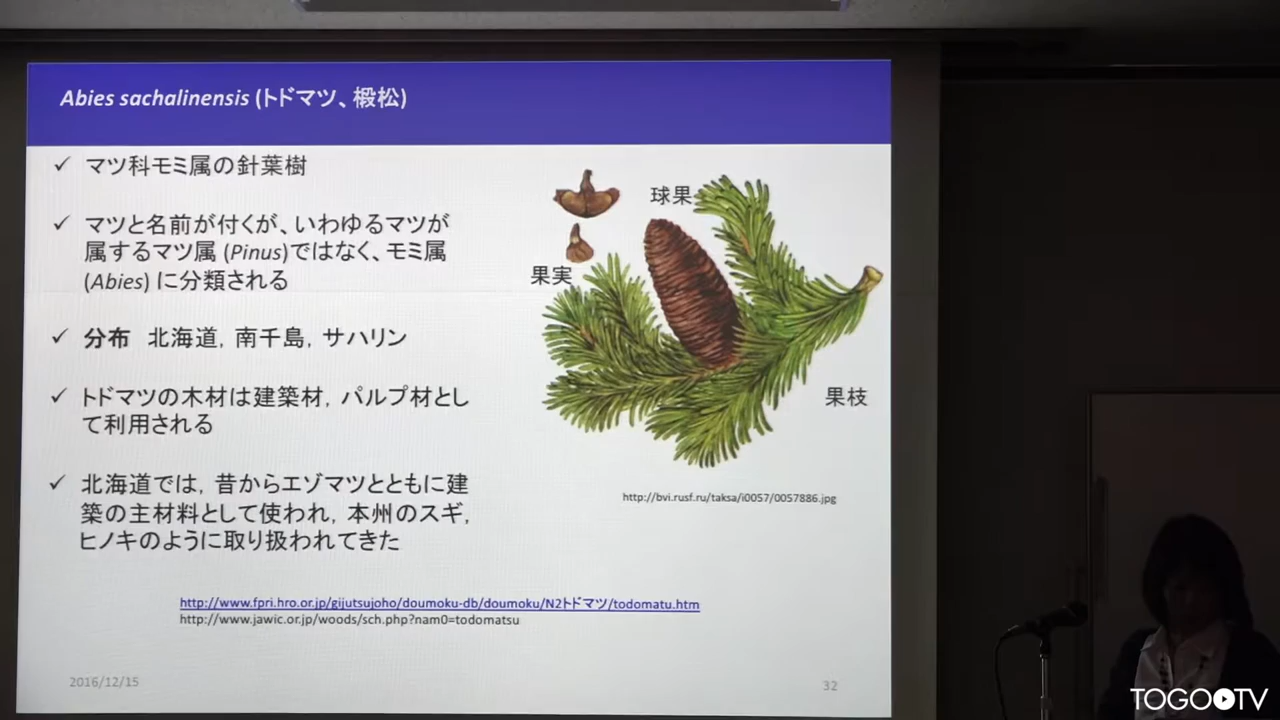 Abies sachalinensis (トドマツ、椴松)
✓ マツ科モミ属の針葉樹
✓ マツと名前が付くが、いわゆるマツが
属するマツ属 (Pinus)ではなく、モミ属
(Abies) に分類される
✓ 分布 北海道，南千島，サハリン
✓ トドマツの木材は建築材，パルプ材とし
て利用される
✓ 北海道では，昔からエゾマツとともに建
築の主材料として使われ，本州のスギ，
ヒノキのように取り扱われてきた
球果
果実
果枝
http://bvi.rusf.ru/taksa/i0057/0057886.jpg
http://www.fpri.hro.or.jp/gijutsujoho/doumoku-db/doumoku/N2トドマツ/todomatu.htm
http://www.jawic.or.jp/woods/sch.php?nam0=todomatsu
2016/12/15
32
TOGOTV